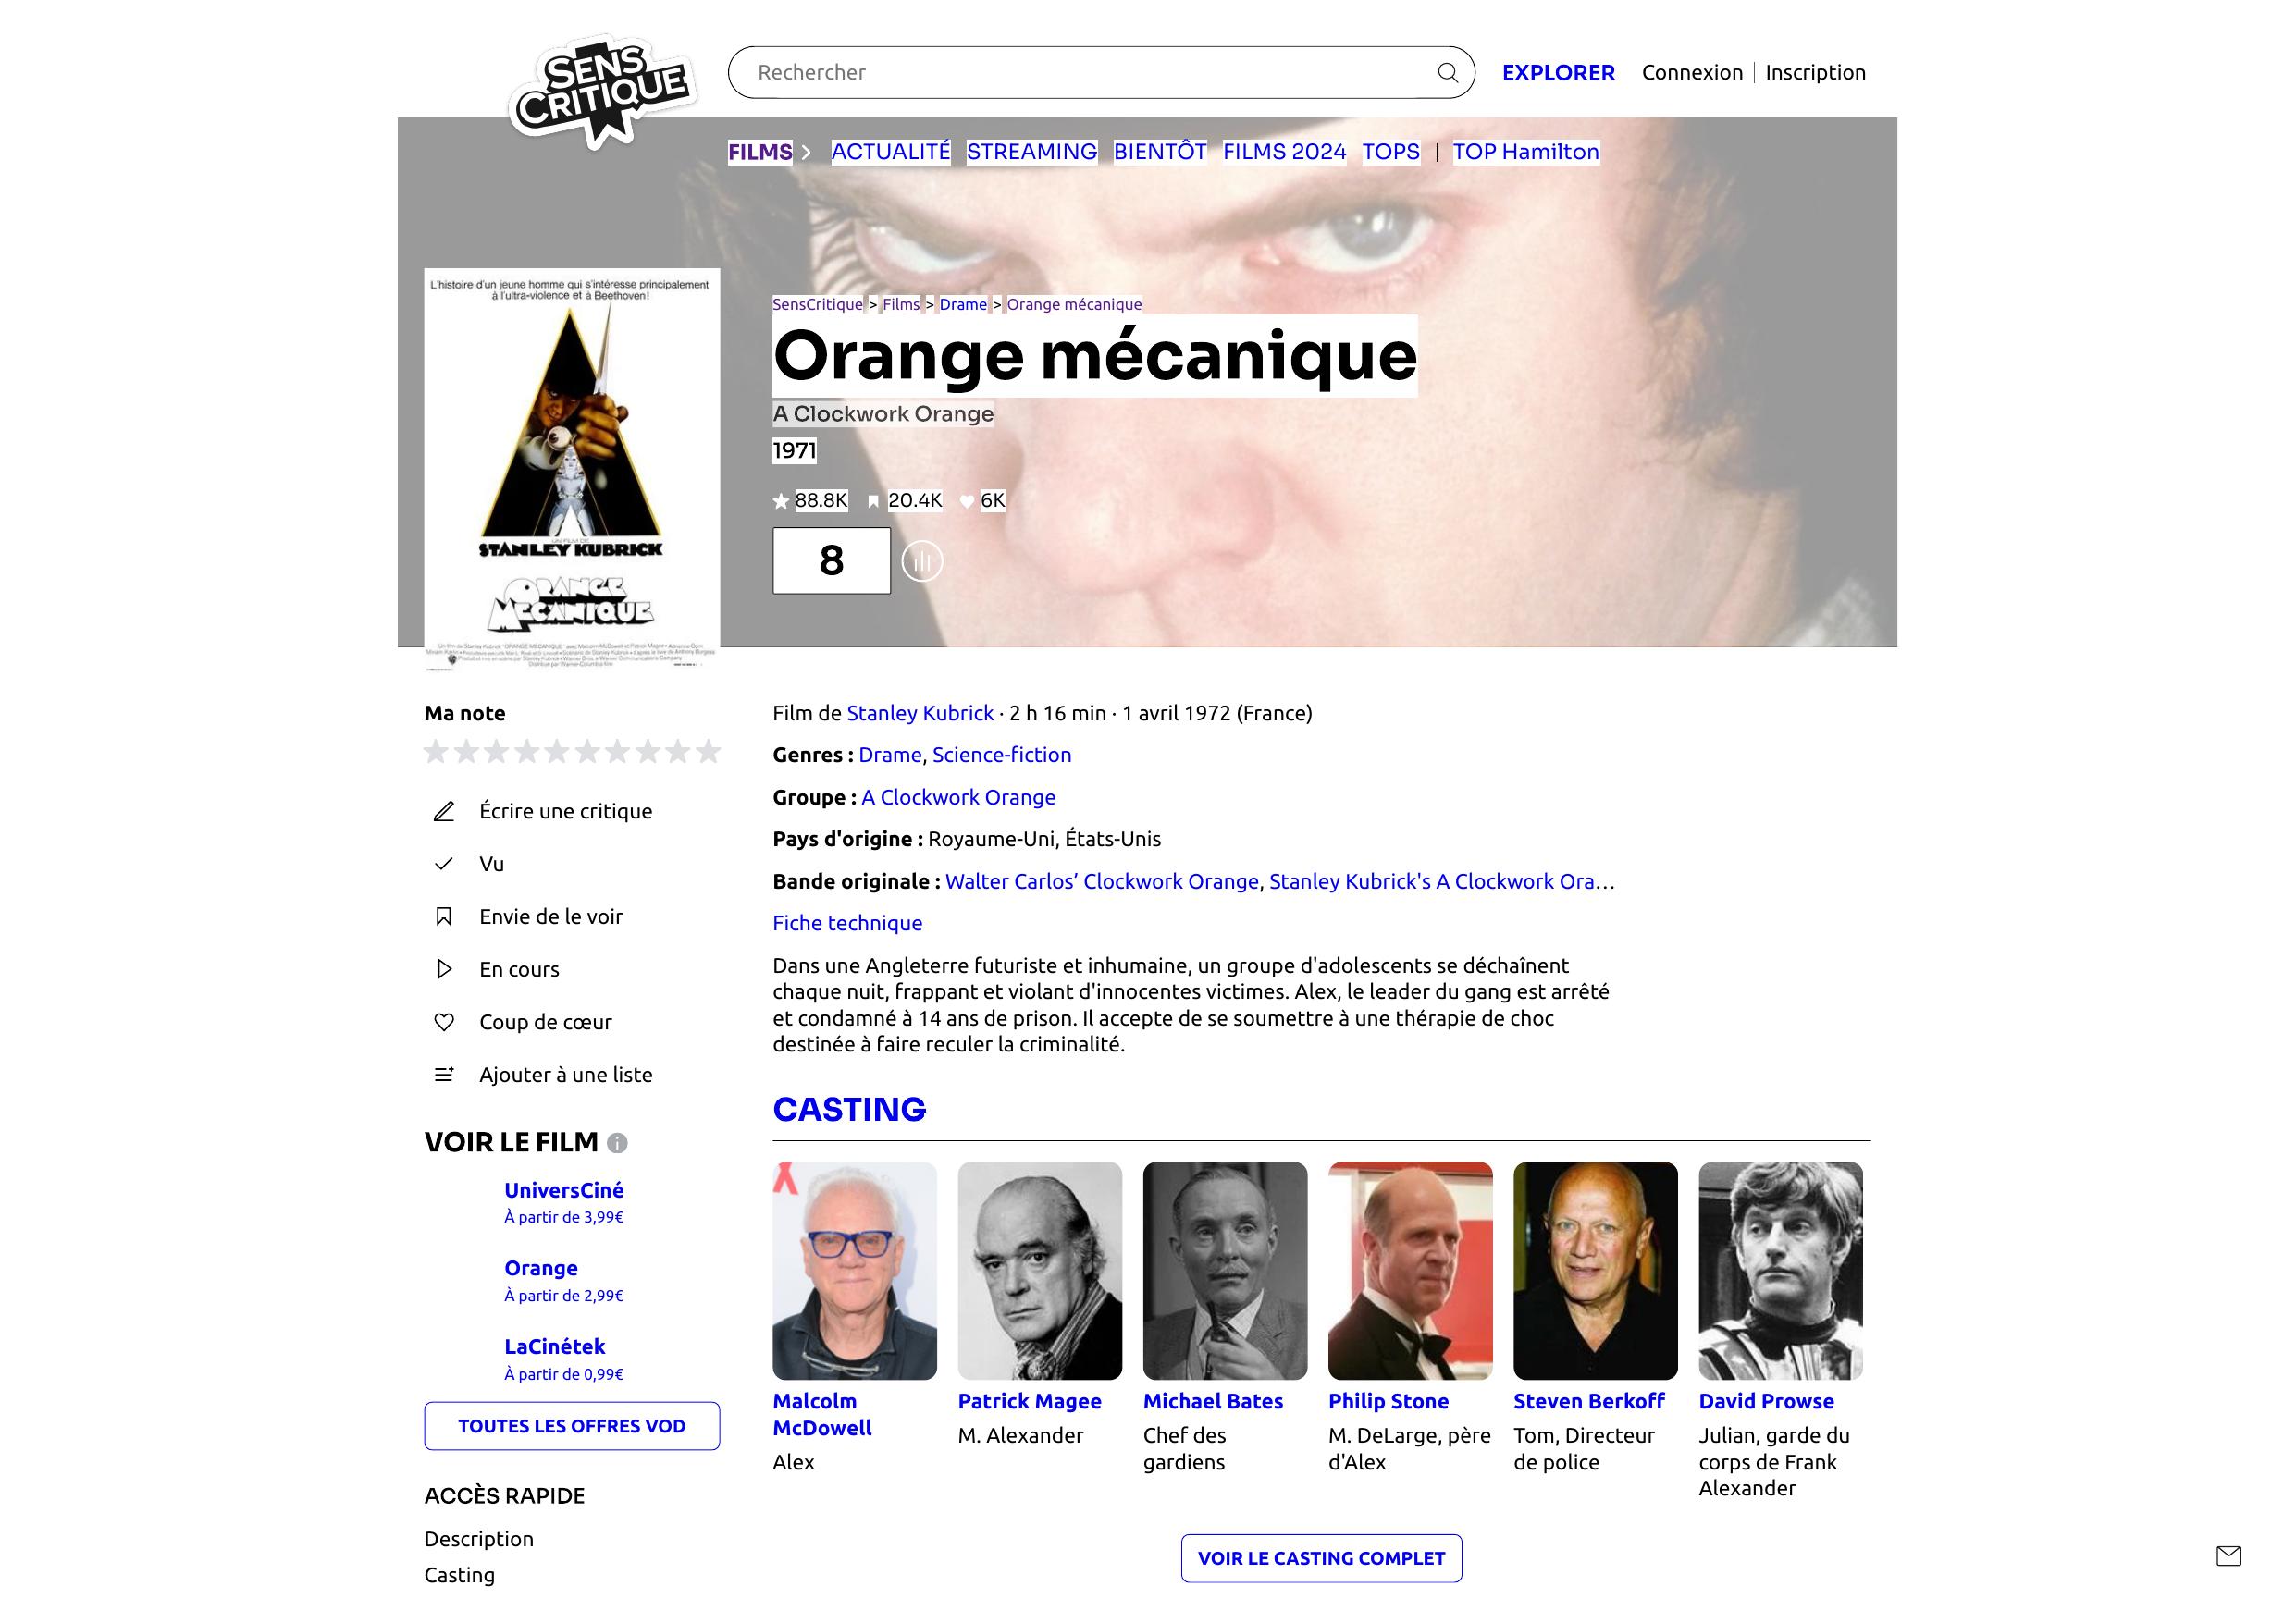 SENS
CRITIQUE
Rechercher
EXPLORER
Connexion
Inscription
FILMS
ACTUALITÉ
STREAMING
BIENTÔT
FILMS 2024
TOPS
|
TOP Hamilton
L'histoire d'un jeune homme qui s'intéresse principalement
à l'ultra-violence et à Beethoven!
UN FILM DE
STANLEY KUBRICK
ORANGE
MECANIQUE
SensCritique > Films > Drame > Orange mécanique
Orange mécanique
A Clockwork Orange
1971
88.8K
20.4K
6K
8
Ma note
Écrire une critique
Vu
Envie de le voir
En cours
Coup de cœur
Ajouter à une liste
VOIR LE FILM
UniversCiné
À partir de 3,99€
Orange
À partir de 2,99€
LaCinétek
À partir de 0,99€
TOUTES LES OFFRES VOD
ACCÈS RAPIDE
Description
Casting
Film de Stanley Kubrick · 2 h 16 min · 1 avril 1972 (France)
Genres : Drame, Science-fiction
Groupe : A Clockwork Orange
Pays d'origine : Royaume-Uni, États-Unis
Bande originale : Walter Carlos’ Clockwork Orange, Stanley Kubrick's A Clockwork Ora…
Fiche technique
Dans une Angleterre futuriste et inhumaine, un groupe d'adolescents se déchaînent
chaque nuit, frappant et violant d'innocentes victimes. Alex, le leader du gang est arrêté
et condamné à 14 ans de prison. Il accepte de se soumettre à une thérapie de choc
destinée à faire reculer la criminalité.
CASTING
Malcolm
McDowell
Alex
Patrick Magee
M. Alexander
Michael Bates
Chef des
gardiens
Philip Stone
M. DeLarge, père
d'Alex
Steven Berkoff
Tom, Directeur
de police
David Prowse
Julian, garde du
corps de Frank
Alexander
VOIR LE CASTING COMPLET